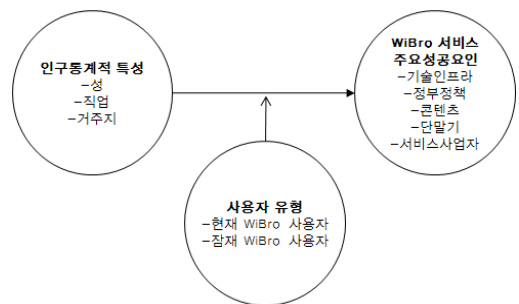 인구통계적 특성
–성
–직업
–거주지
WiBro 서비스
주요성공요인
–기술인프라
–정부정책
–콘텐츠
–단말기
–서비스사업자
사용자 유형
–현재 WiBro 사용자
–잠재 WiBro 사용자